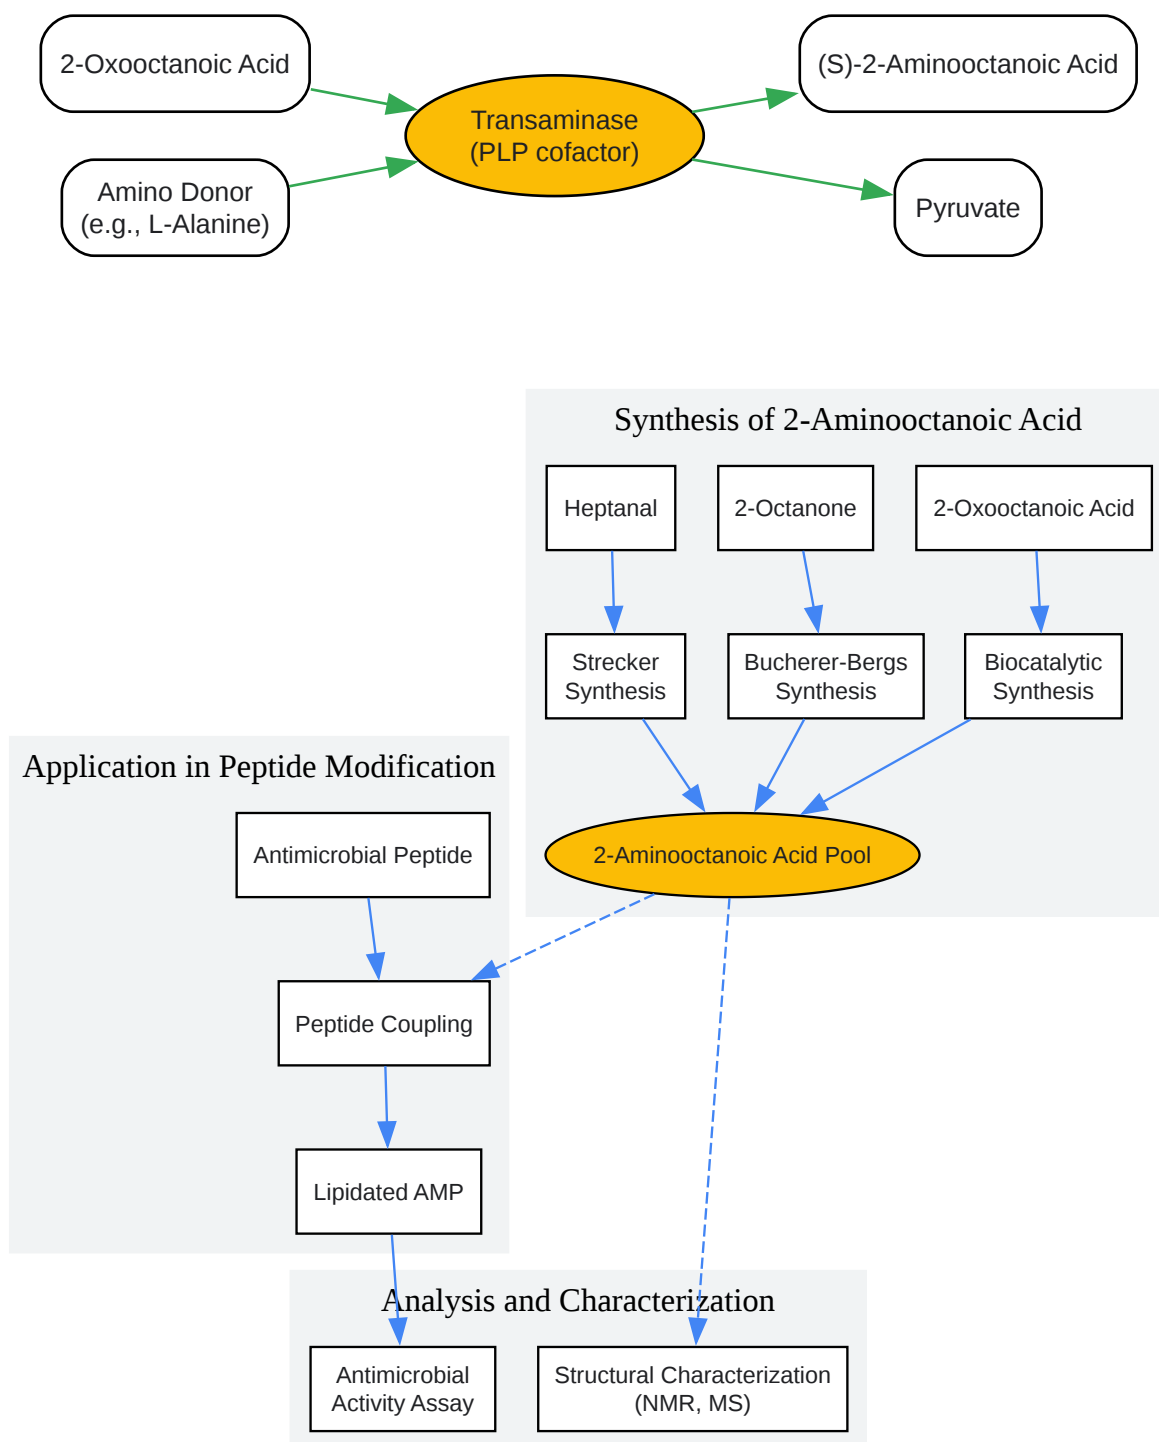 2-Oxooctanoic Acid
(S)-2-Aminooctanoic Acid
Transaminase
(PLP cofactor)
Amino Donor
(e.g., L-Alanine)
Pyruvate
Synthesis of 2-Aminooctanoic Acid
Heptanal
2-Octanone
2-Oxooctanoic Acid
Strecker
Synthesis
Bucherer-Bergs
Synthesis
Biocatalytic
Synthesis
2-Aminooctanoic Acid Pool
Application in Peptide Modification
Antimicrobial Peptide
Peptide Coupling
Lipidated AMP
Analysis and Characterization
Antimicrobial
Activity Assay
Structural Characterization
(NMR, MS)